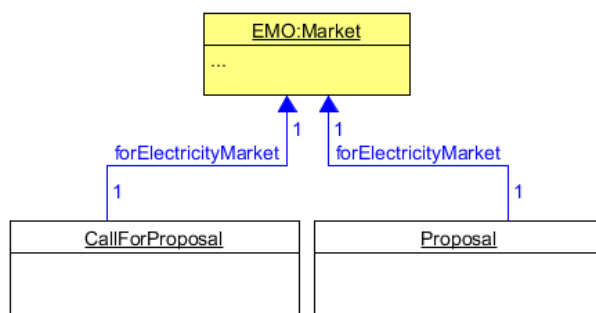 EMO:Market
...
1 1
forElectricityMarket forElectricityMarket
1 1
CallForProposal Proposal